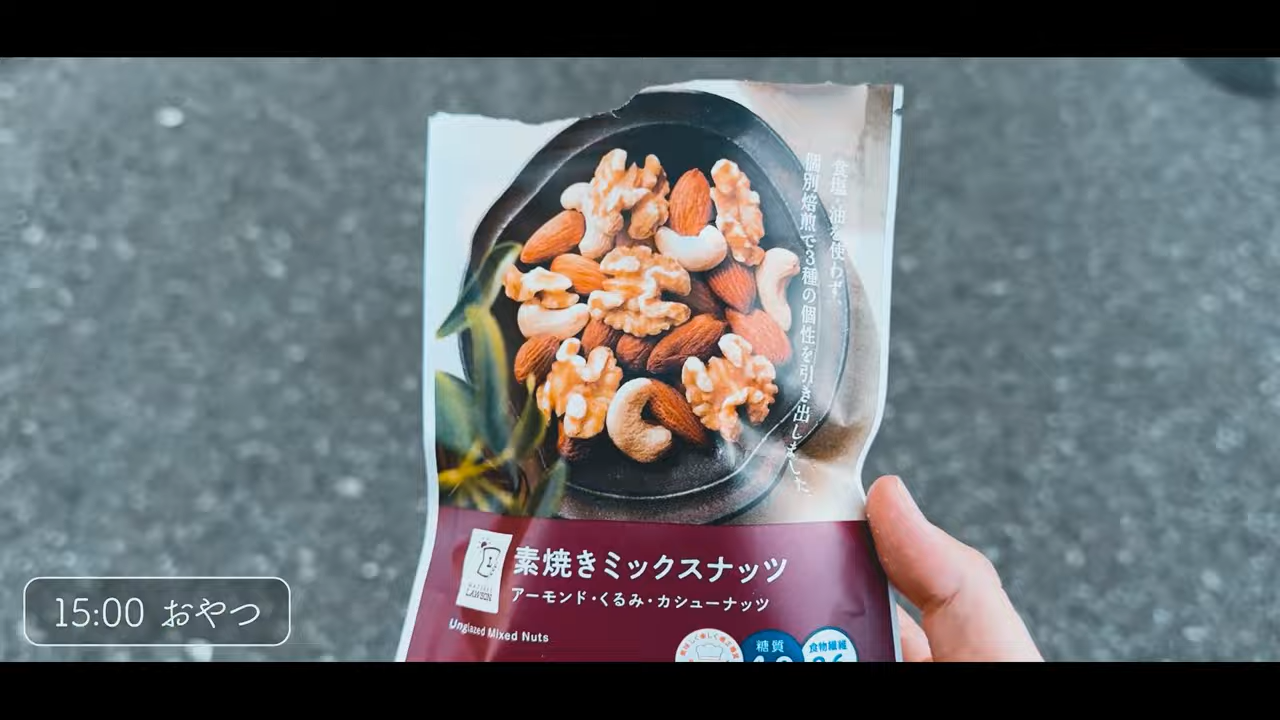 食塩・油を使わず、
個別焙煎で3種の個性を引き出しました
NATURAL
LAWSON
素焼きミックスナッツ
アーモンド・くるみ・カシューナッツ
Unglazed Mixed Nuts
糖質
食物繊維
15:00 おやつ